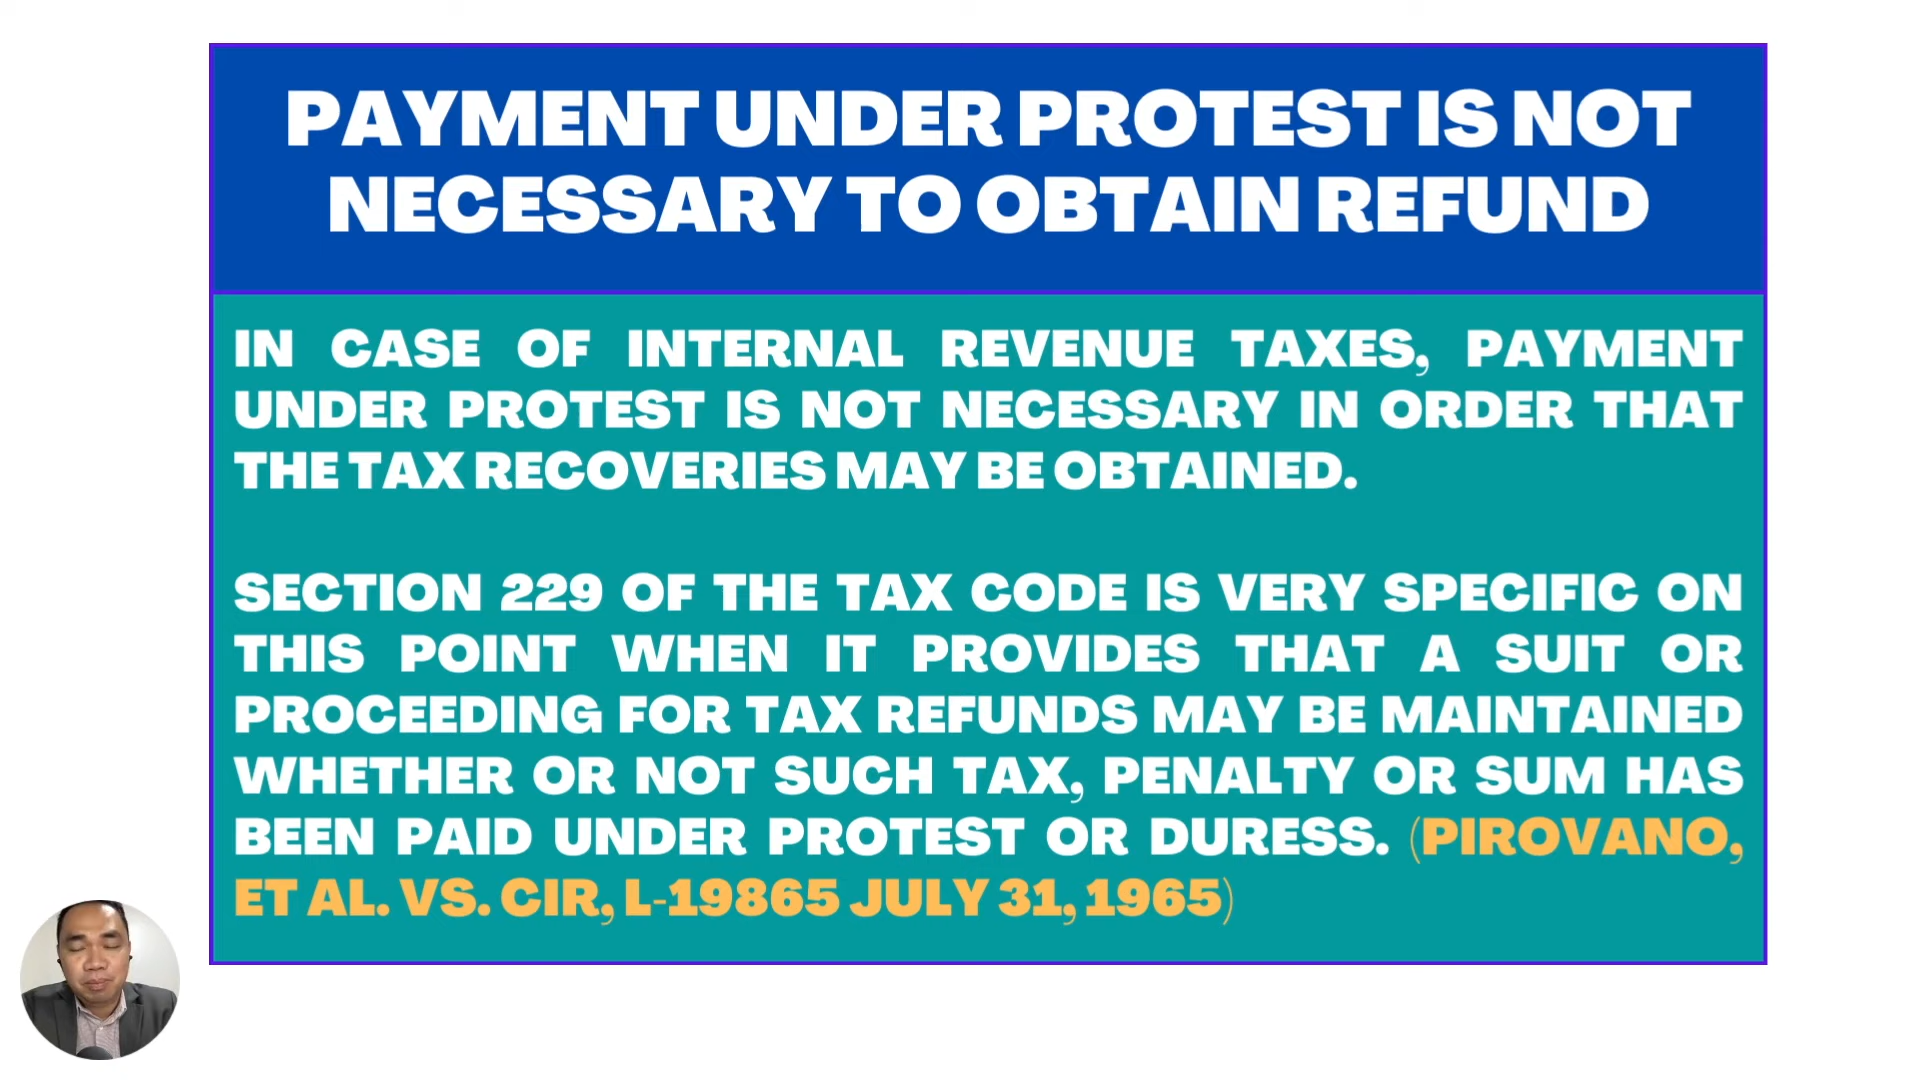 PAYMENT UNDER PROTEST IS NOT
NECESSARY TO OBTAIN REFUND
IN CASE OF INTERNAL REVENUE TAXES, PAYMENT
UNDER PROTEST IS NOT NECESSARY IN ORDER THAT
THE TAX RECOVERIES MAY BE OBTAINED.
SECTION 229 OF THE TAX CODE IS VERY SPECIFIC ON
THIS POINT WHEN IT PROVIDES THAT A SUIT OR
PROCEEDING FOR TAX REFUNDS MAY BE MAINTAINED
WHETHER OR NOT SUCH TAX, PENALTY OR SUM HAS
BEEN PAID UNDER PROTEST OR DURESS. (PIROVANO,
ET AL. VS. CIR, L-19865 JULY 31, 1965)